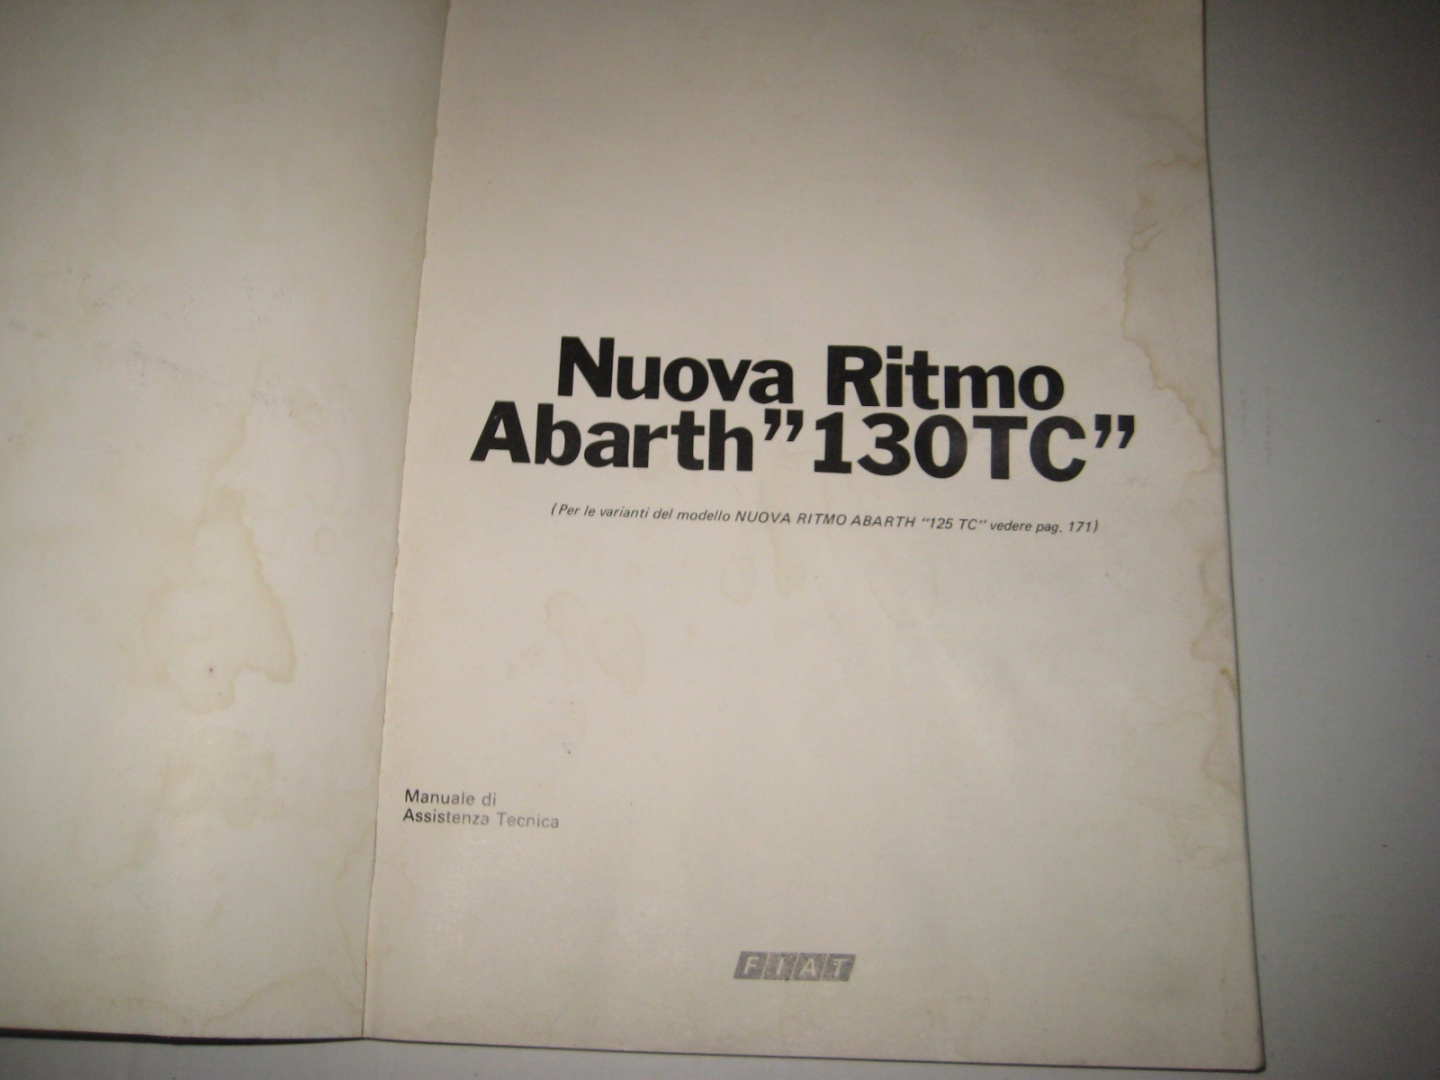 Nuova Ritmo
Abarth”130TC”
(Per le varianti del modello NUOVA RITMO ABARTH “125 TC” vedere pag. 171)
Manuale di
Assistenza Tecnica
FIAT